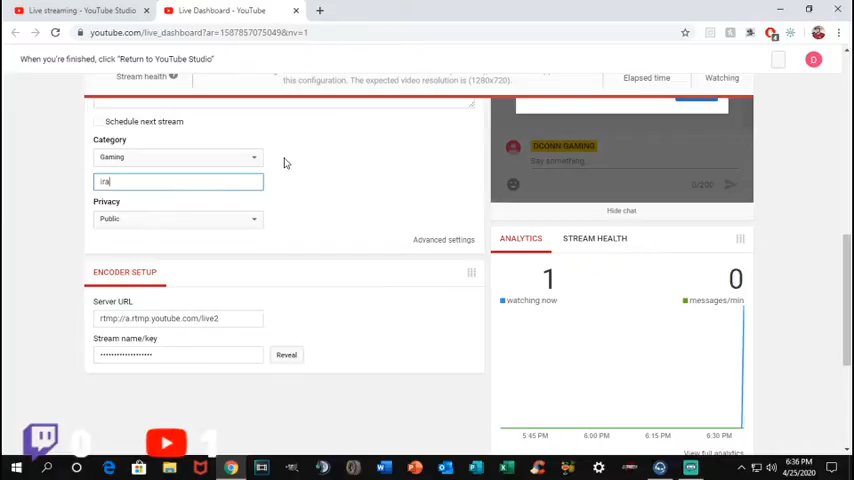 Live streaming - YouTube Studio
Live Dashboard - YouTube
youtube.com/live_dashboard?ar=1587857075049&nv=1
When you're finished, click "Return to YouTube Studio"
D
Stream health
this configuration. The expected video resolution is (1280x720).
Elapsed time
Watching
Schedule next stream
Category
Gaming
ira
Privacy
Public
Advanced settings
DCONN GAMING
Say something...
0/200
Hide chat
ANALYTICS
STREAM HEALTH
1
watching now
0
messages/min
5:45 PM
6:00 PM
6:30 PM
View full analytics
ENCODER SETUP
Server URL
rtmp://a.rtmp.youtube.com/live2
Stream name/key
••••••••••••••••••••
Reveal
0
1
6:36 PM
4/25/2020